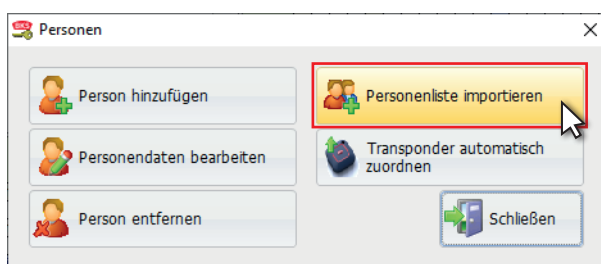 BKS
Personen
Person hinzufügen
Personenliste importieren
Personendaten bearbeiten
Transponder automatisch
zuordnen
Person entfernen
Schließen